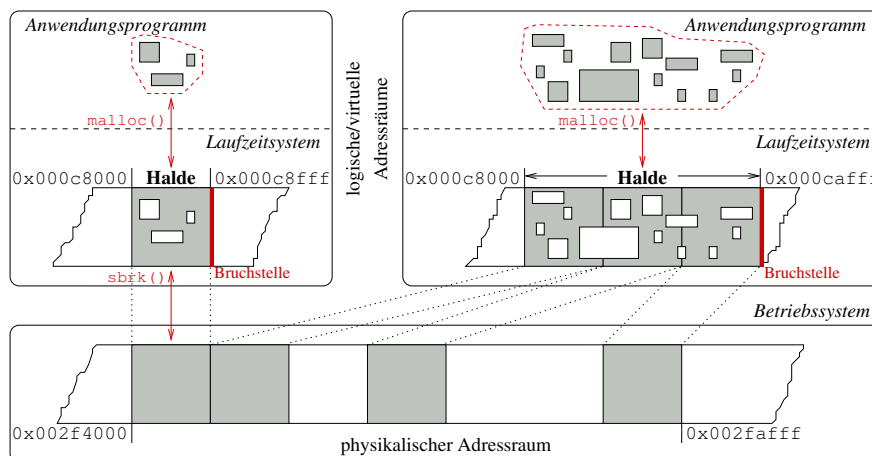 Anwendungsprogramm
malloc()
Laufzeitsystem
0x000c8000
Halde
0x000c8fff
sbrk()
Bruchstelle
logische/virtuelle
Adressräume
Anwendungsprogramm
malloc()
Laufzeitsystem
0x000c8000
Halde
0x000cafff
Bruchstelle
Betriebssystem
0x002f4000
physikalischer Adressraum
0x002fafff